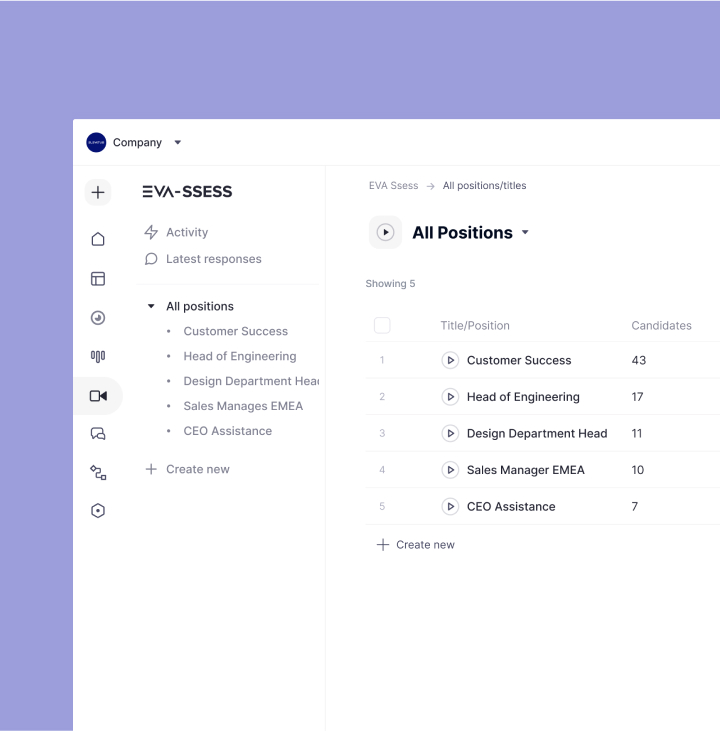 Company
EVA-SSESS
Activity
Latest responses
All positions
Customer Success
Head of Engineering
Design Department Head
Sales Manages EMEA
CEO Assistance
Create new
EVA Ssess → All positions/titles
All Positions
Showing 5
Title/Position Candidates
1 Customer Success 43
2 Head of Engineering 17
3 Design Department Head 11
4 Sales Manager EMEA 10
5 CEO Assistance 7
Create new